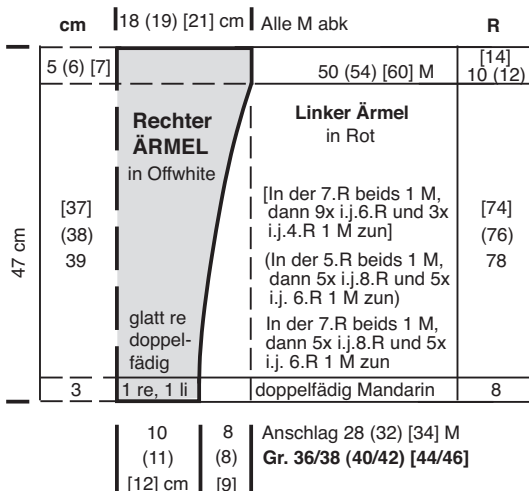 cm 18 (19) [21] cm Alle M abk R
5 (6) [7] 50 (54) [60] M [14]
10 (12)
Rechter
ÄRMEL
in Offwhite
Linker Ärmel
in Rot
47 cm
[37]
(38)
39
[In der 7.R beids 1 M,
dann 9x i.j.6.R und 3x
i.j.4.R 1 M zun]
(In der 5.R beids 1 M,
dann 5x i.j.8.R und 5x
i.j. 6.R 1 M zun)
In der 7.R beids 1 M,
dann 5x i.j.8.R und 5x
i.j. 6.R 1 M zun
[74]
(76)
78
glatt re
doppel-
fädig
3 1 re, 1 li doppelfädig Mandarin 8
10
(11)
[12] cm
8
(8)
[9]
Anschlag 28 (32) [34] M
Gr. 36/38 (40/42) [44/46]